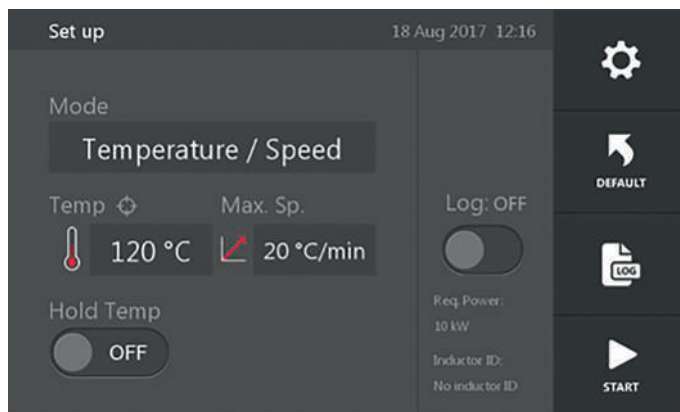 Set up
18 Aug 2017 12:16
Mode
Temperature / Speed
Temp
Max. Sp.
120 °C
20 °C/min
Hold Temp
OFF
Log: OFF
Req. Power:
10 kW
Inductor ID:
No inductor ID
DEFAULT
LOG
START